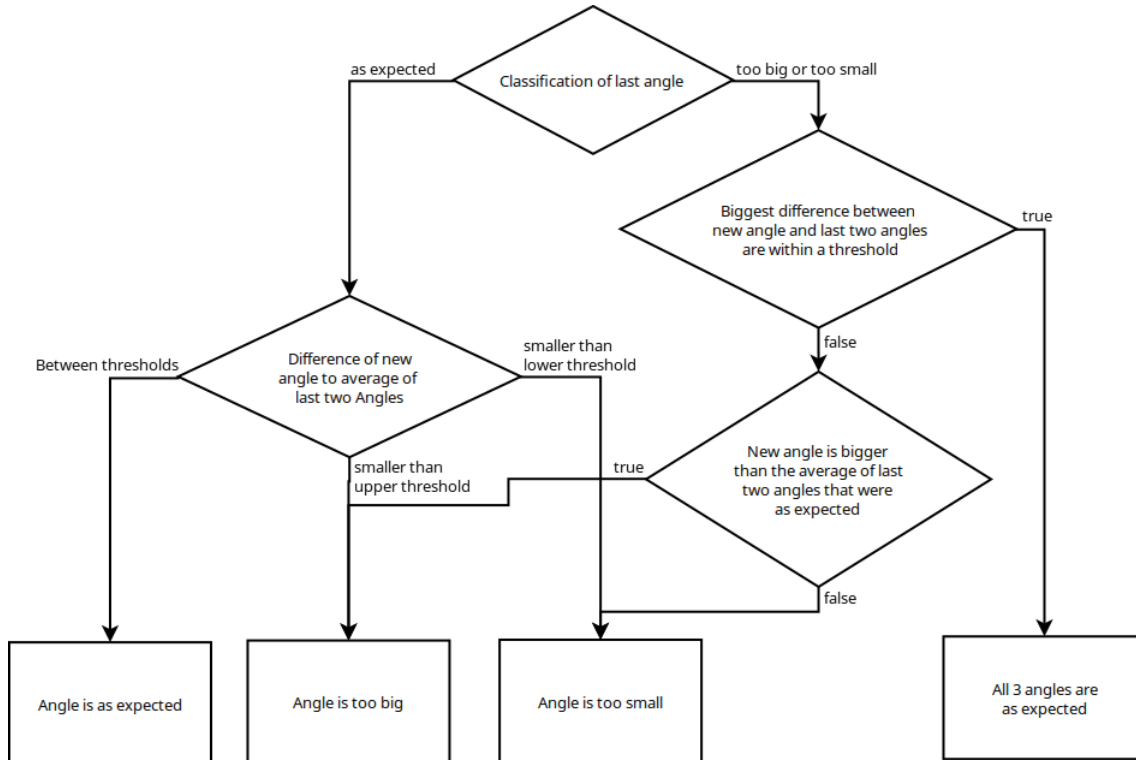 as expected
Classification of last angle
too big or too small
Biggest difference between
new angle and last two angles
are within a threshold
true
false
Between thresholds
Difference of new
angle to average of
last two Angles
smaller than
lower threshold
smaller than
upper threshold
true
New angle is bigger
than the average of last
two angles that were
as expected
false
Angle is as expected
Angle is too big
Angle is too small
All 3 angles are
as expected